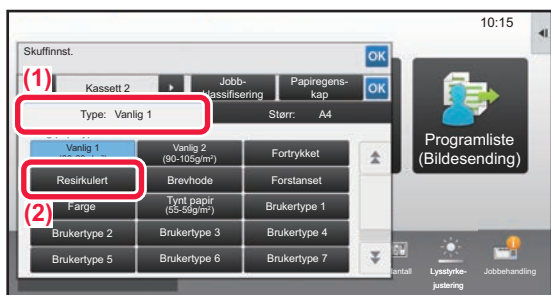 10:15
Skuffinnst.
OK
(1)
Kassett 2
Jobb-
klassifisering
Papiregens-
kap
OK
Type: Vanlig 1
Størr: A4
Vanlig 1
Vanlig 2
(90-105g/m²)
Fortrykket
Resirkulert
Brevhode
Forstanset
(2)
Farge
Tynt papir
(55-59g/m²)
Brukertype 1
Brukertype 2
Brukertype 3
Brukertype 4
Brukertype 5
Brukertype 6
Brukertype 7
Programliste
(Bildesending)
Lysstyrke-
justering
Jobbehandling